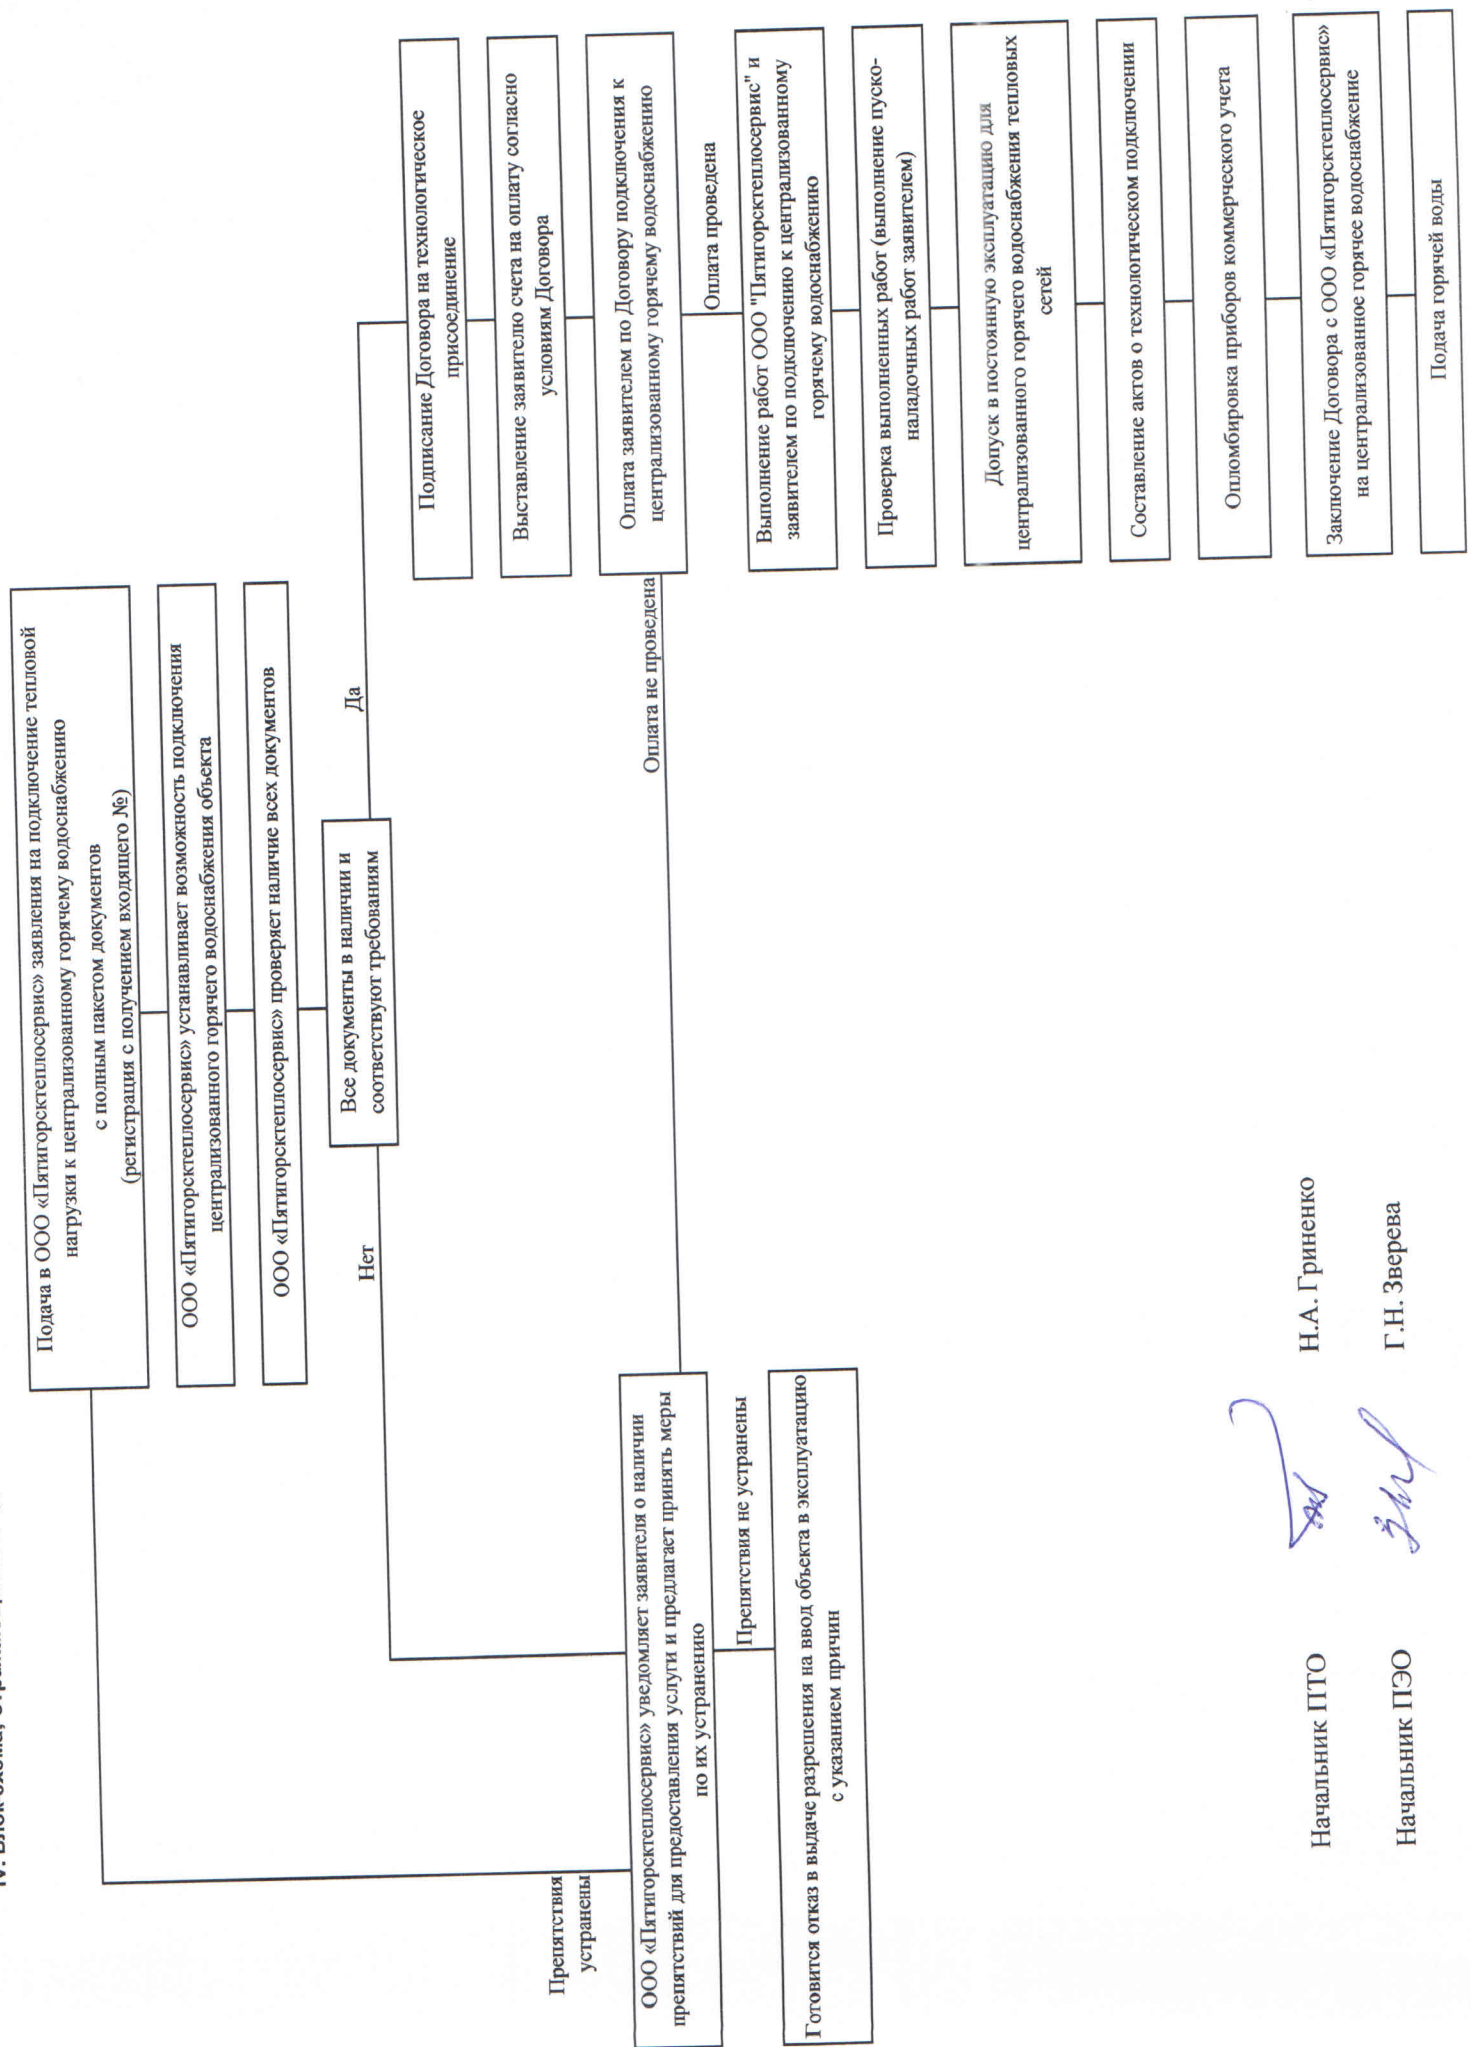 Подача в ООО «Пятигорсктеплосервис» заявления на подключение тепловой
нагрузки к централизованному горячему водоснабжению
с полным пакетом документов
(регистрация с получением входящего №)
ООО «Пятигорсктеплосервис» устанавливает возможность подключения
централизованного горячего водоснабжения объекта
ООО «Пятигорсктеплосервис» проверяет наличие всех документов
Все документы в наличии и
соответствуют требованиям
Нет
Да
Препятствия
устранены
ООО «Пятигорсктеплосервис» уведомляет заявителя о наличии
препятствий для предоставления услуги и предлагает принять меры
по их устранению
Препятствия не устранены
Готовится отказ в выдаче разрешения на ввод объекта в эксплуатацию
с указанием причин
Подписание Договора на технологическое
присоединение
Выставление заявителю счета на оплату согласно
условиям Договора
Оплата заявителем по Договору подключения к
централизованному горячему водоснабжению
Оплата не проведена
Оплата проведена
Выполнение работ ООО "Пятигорсктеплосервис" и
заявителем по подключению к централизованному
горячему водоснабжению
Проверка выполненных работ (выполнение пуско-
наладочных работ заявителем)
Допуск в постоянную эксплуатацию для
централизованного горячего водоснабжения тепловых
сетей
Составление актов о технологическом подключении
Опломбировка приборов коммерческого учета
Заключение Договора с ООО «Пятигорсктеплосервис»
на централизованное горячее водоснабжение
Подача горячей воды
Начальник ПТО Н.А. Гриненко
Начальник ПЭО Г.Н. Зверева